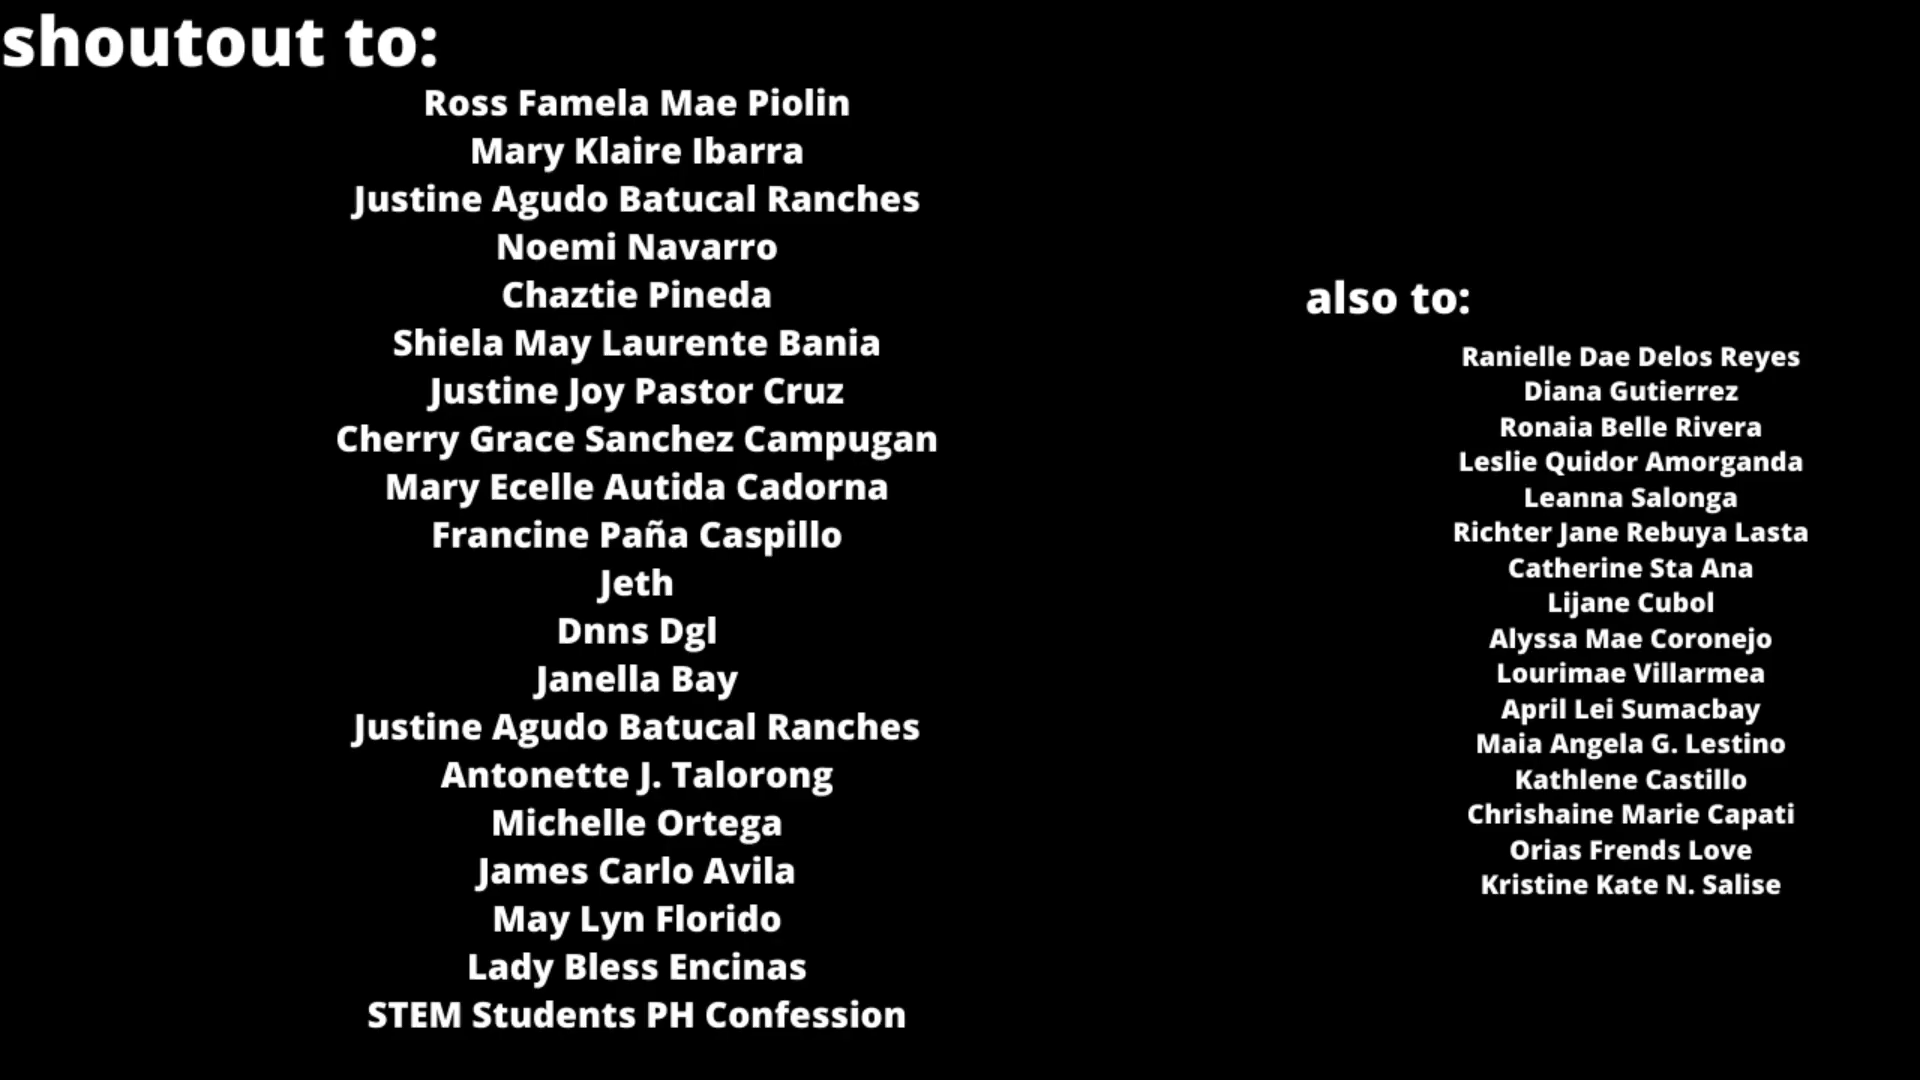 shoutout to:
Ross Famela Mae Piolin
Mary Klaire Ibarra
Justine Agudo Batucal Ranches
Noemi Navarro
Chaztie Pineda
Shiela May Laurente Bania
Justine Joy Pastor Cruz
Cherry Grace Sanchez Campugan
Mary Ecelle Autida Cadorna
Francine Paña Caspillo
Jeth
Dnns Dgl
Janella Bay
Justine Agudo Batucal Ranches
Antonette J. Talorong
Michelle Ortega
James Carlo Avila
May Lyn Florido
Lady Bless Encinas
STEM Students PH Confession
also to:
Ranielle Dae Delos Reyes
Diana Gutierrez
Ronaia Belle Rivera
Leslie Quidor Amorganda
Leanna Salonga
Richter Jane Rebuya Lasta
Catherine Sta Ana
Lijane Cubol
Alyssa Mae Coronejo
Lourimae Villarmea
April Lei Sumacbay
Maia Angela G. Lestino
Kathlene Castillo
Chrishaine Marie Capati
Orias Frends Love
Kristine Kate N. Salise